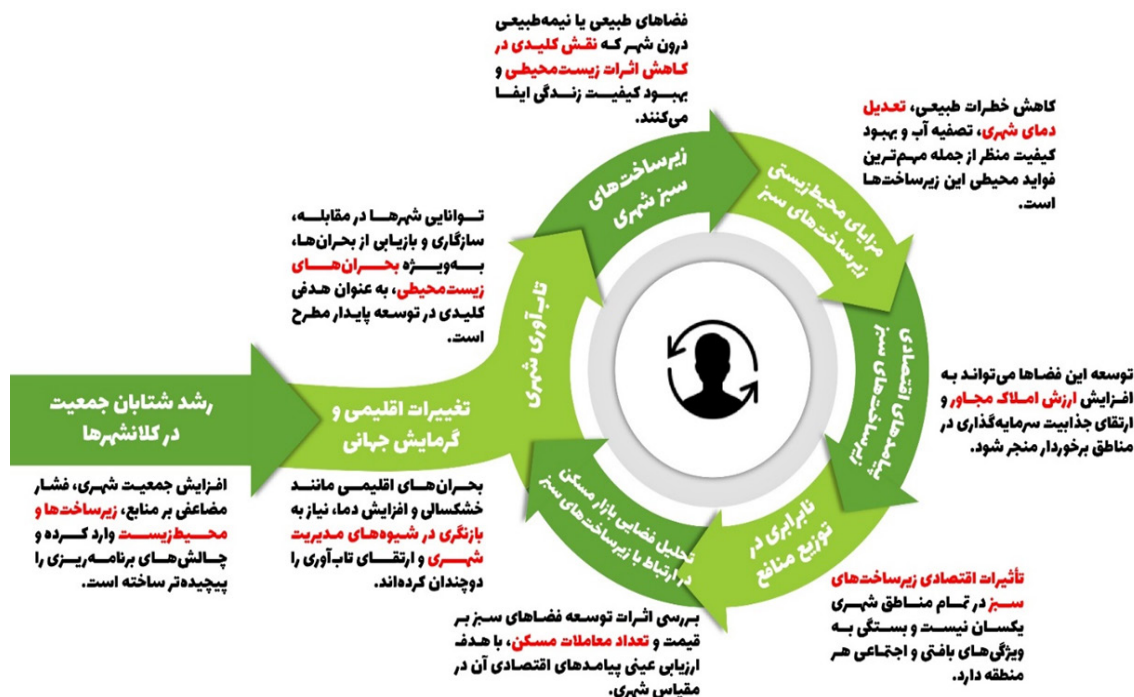 رشد شتابان جمعیت
در کلانشهرها
افزایش جمعیت شهری، فشار
مضاعفی بر منابع، زیرساخت‌ها و
محیط‌زیست وارد کرده و
چالش‌های برنامه‌ریزی را
پیچیده‌تر ساخته است.
تغییرات اقلیمی و
گرمایش جهانی
بحران‌های اقلیمی مانند
خشکسالی و افزایش دما، نیاز به
بازنگری در شیوه‌های مدیریت
شهری و ارتقای تاب‌آوری را
دوچندان کرده‌اند.
تاب‌آوری شهری
توانایی شهرها در مقابله،
سازگاری و بازیابی از بحران‌ها،
به‌ویژه بحران‌های
زیست‌محیطی، به عنوان هدفی
کلیدی در توسعه پایدار مطرح
است.
زیرساخت‌های
سبز شهری
فضاهای طبیعی یا نیمه‌طبیعی
درون شهر که نقش کلیدی در
کاهش اثرات زیست‌محیطی و
بهبود کیفیت زندگی ایفا
می‌کنند.
مزایای محیط‌زیستی
زیرساخت‌های سبز
کاهش خطرات طبیعی، تعدیل
دمای شهری، تصفیه آب و بهبود
کیفیت منظر از جمله مهم‌ترین
فواید محیطی این زیرساخت‌ها
است.
پیامدهای اقتصادی
زیرساخت‌های سبز
توسعه این فضاها می‌تواند به
افزایش ارزش املاک مجاور و
ارتقای جذابیت سرمایه‌گذاری در
مناطق برخوردار منجر شود.
نابرابری در
توزیع منافع
تأثیرات اقتصادی زیرساخت‌های
سبز در تمام مناطق شهری
یکسان نیست و بستگی به
ویژگی‌های بافتی و اجتماعی هر
منطقه دارد.
تحلیل فضایی بازار مسکن
در ارتباط با زیرساخت‌های سبز
بررسی اثرات توسعه فضاهای سبز بر
قیمت و تعداد معاملات مسکن، با هدف
ارزیابی عینی پیامدهای اقتصادی آن در
مقیاس شهری.